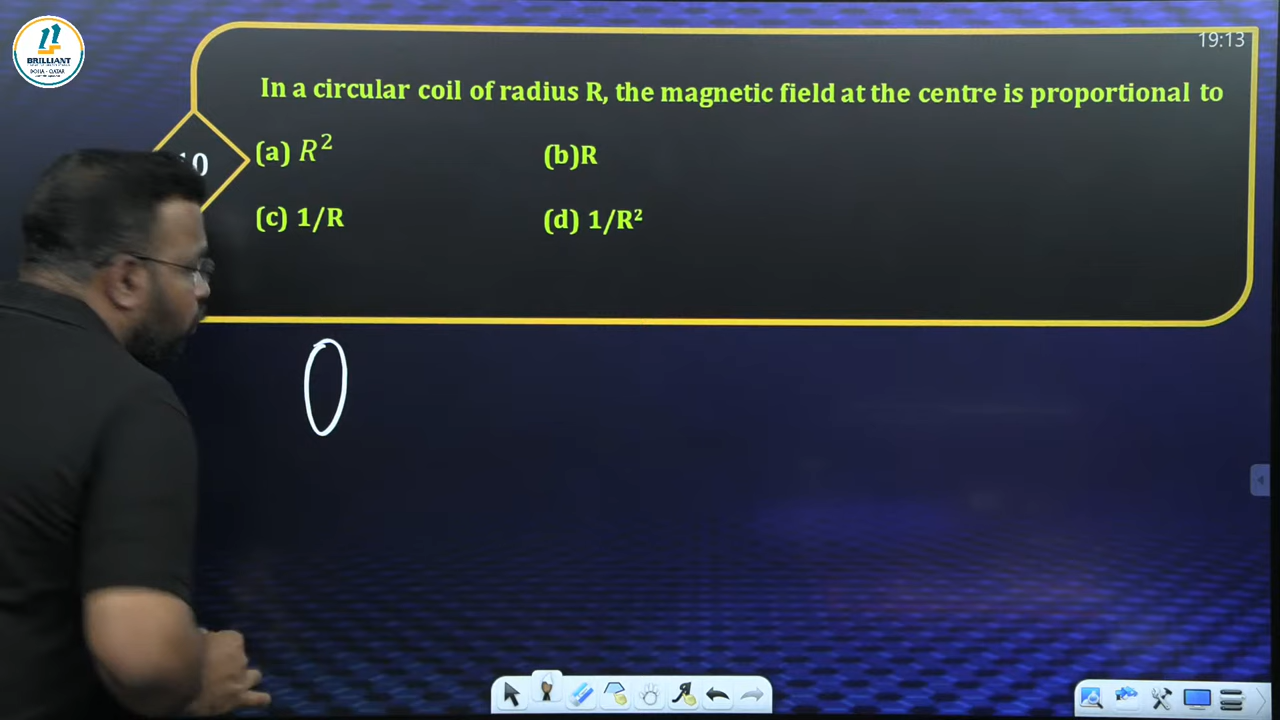 BRILLIANT
DOHA - QATAR
19:13
In a circular coil of radius R, the magnetic field at the centre is proportional to
10
(a) R²
(b)R
(c) 1/R
(d) 1/R²